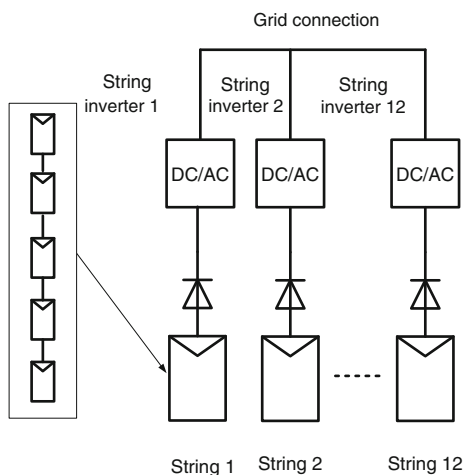 Grid connection
String
inverter 1
String
inverter 2
String
inverter 12
DC/AC
DC/AC
DC/AC
String 1
String 2
String 12